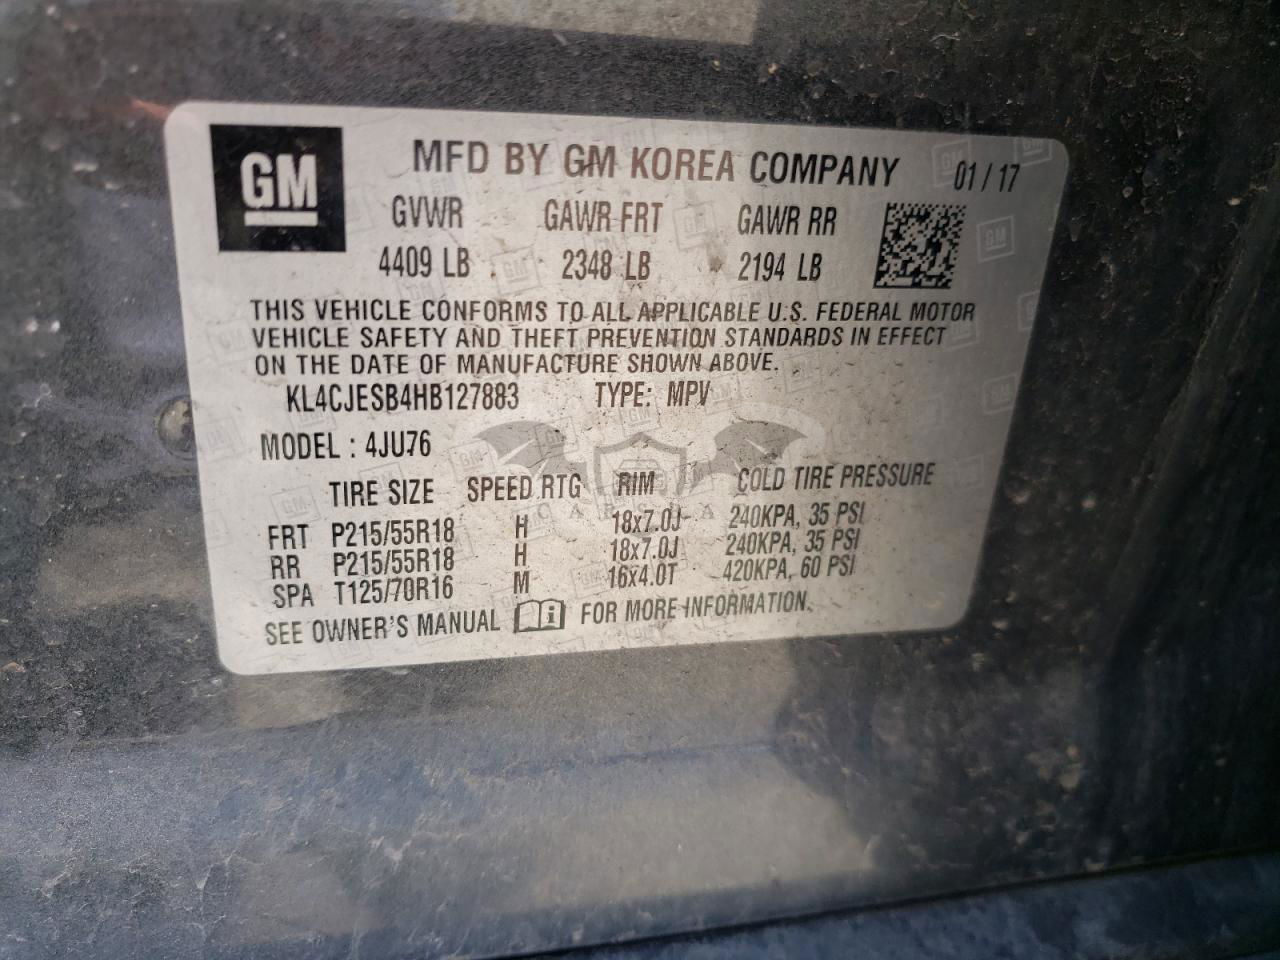 GM
MFD BY GM KOREA COMPANY 01/17
GVWR GAWR FRT GAWR RR
4409 LB 2348 LB 2194 LB
THIS VEHICLE CONFORMS TO ALL APPLICABLE U.S. FEDERAL MOTOR
VEHICLE SAFETY AND THEFT PREVENTION STANDARDS IN EFFECT
ON THE DATE OF MANUFACTURE SHOWN ABOVE.
KL4CJESB4HB127883 TYPE: MPV
MODEL : 4JU76
TIRE SIZE SPEED RTG RIM COLD TIRE PRESSURE
FRT P215/55R18 H 18x7.0J 240KPA, 35 PSI
RR P215/55R18 H 18x7.0J 240KPA, 35 PSI
SPA T125/70R16 M 16x4.0T 420KPA, 60 PSI
SEE OWNER'S MANUAL i FOR MORE INFORMATION.